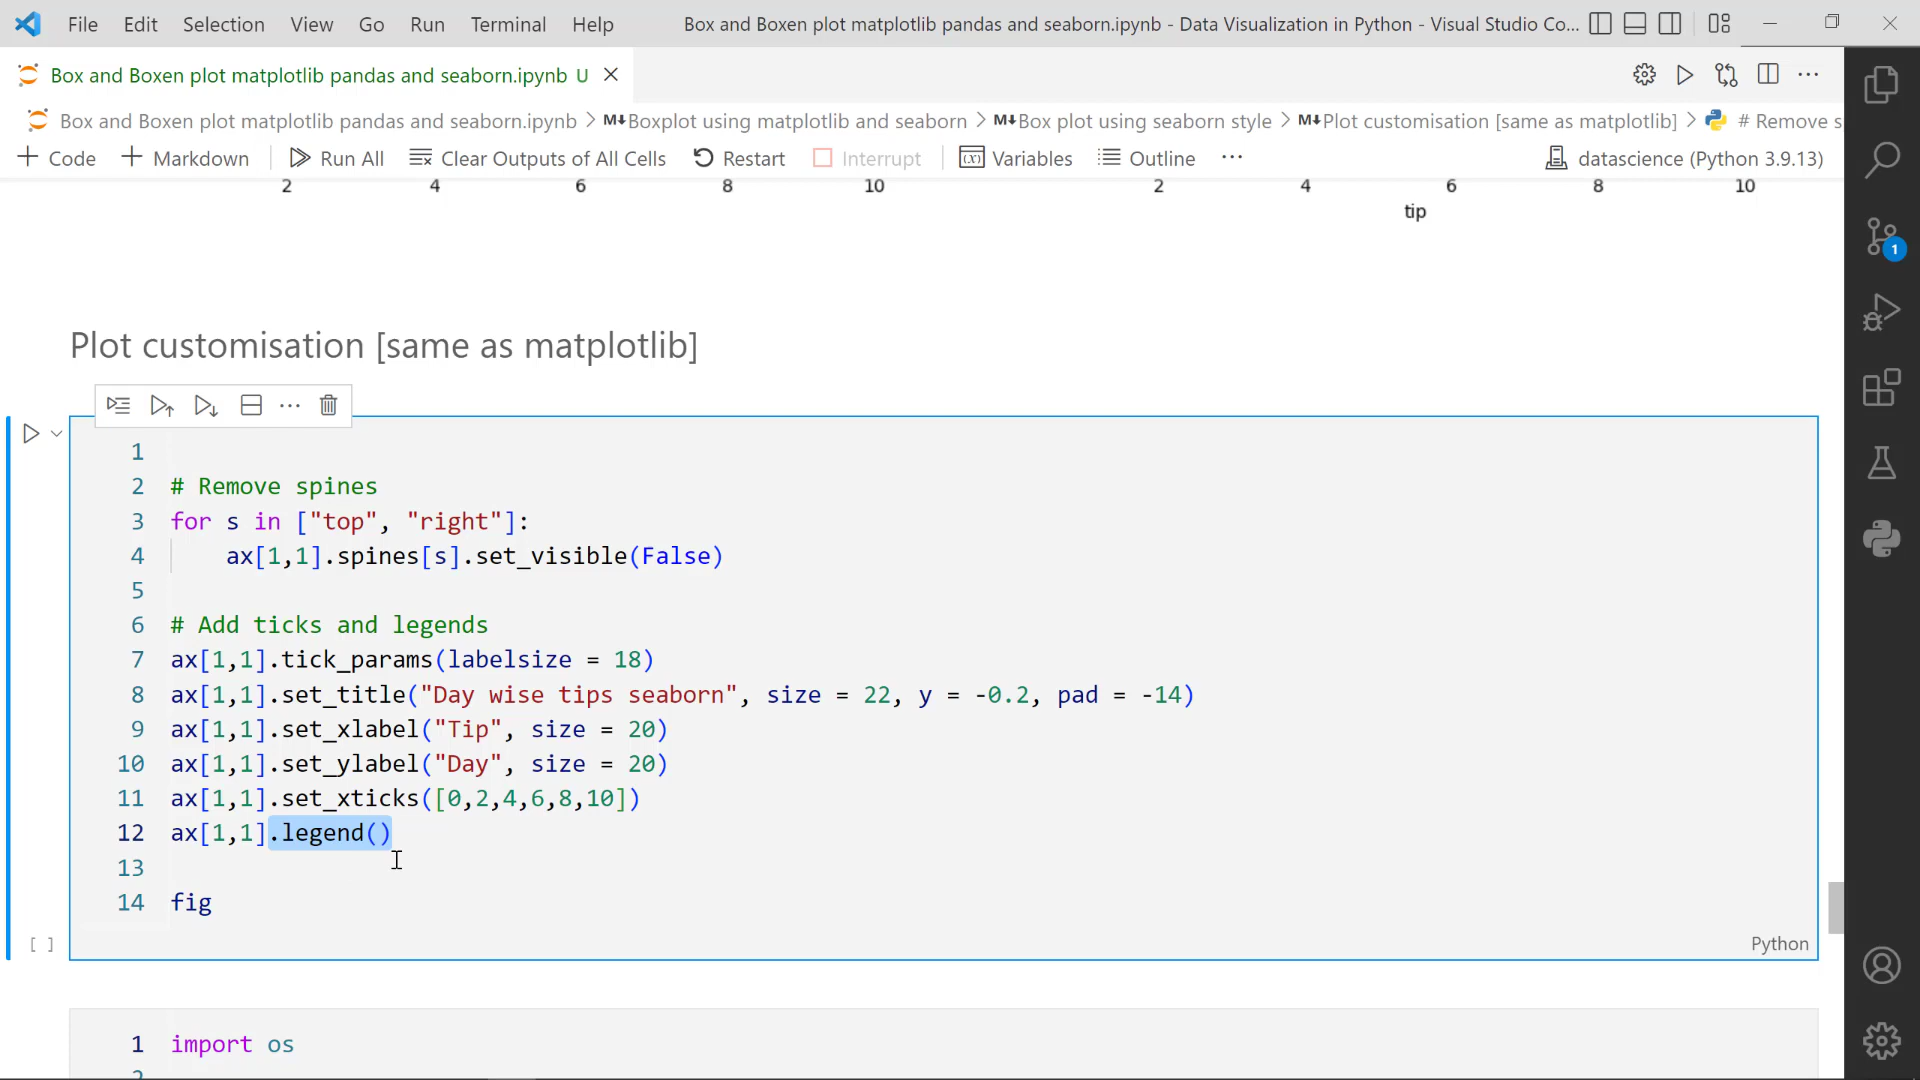 File Edit Selection View Go Run Terminal Help Box and Boxen plot matplotlib pandas and seaborn.ipynb - Data Visualization in Python - Visual Studio Co...
Box and Boxen plot matplotlib pandas and seaborn.ipynb U
Box and Boxen plot matplotlib pandas and seaborn.ipynb > M↓Boxplot using matplotlib and seaborn > M↓Box plot using seaborn style > M↓Plot customisation [same as matplotlib] > # Remove s
+ Code + Markdown Run All Clear Outputs of All Cells Restart Interrupt Variables Outline ... datascience (Python 3.9.13)
2 4 6 8 10 2 4 6 8 10
tip
1
Plot customisation [same as matplotlib]
1
2 # Remove spines
3 for s in ["top", "right"]:
4 ax[1,1].spines[s].set_visible(False)
5
6 # Add ticks and legends
7 ax[1,1].tick_params(labelsize = 18)
8 ax[1,1].set_title("Day wise tips seaborn", size = 22, y = -0.2, pad = -14)
9 ax[1,1].set_xlabel("Tip", size = 20)
10 ax[1,1].set_ylabel("Day", size = 20)
11 ax[1,1].set_xticks([0,2,4,6,8,10])
12 ax[1,1].legend()
13
14 fig
[ ] Python
1 import os
2